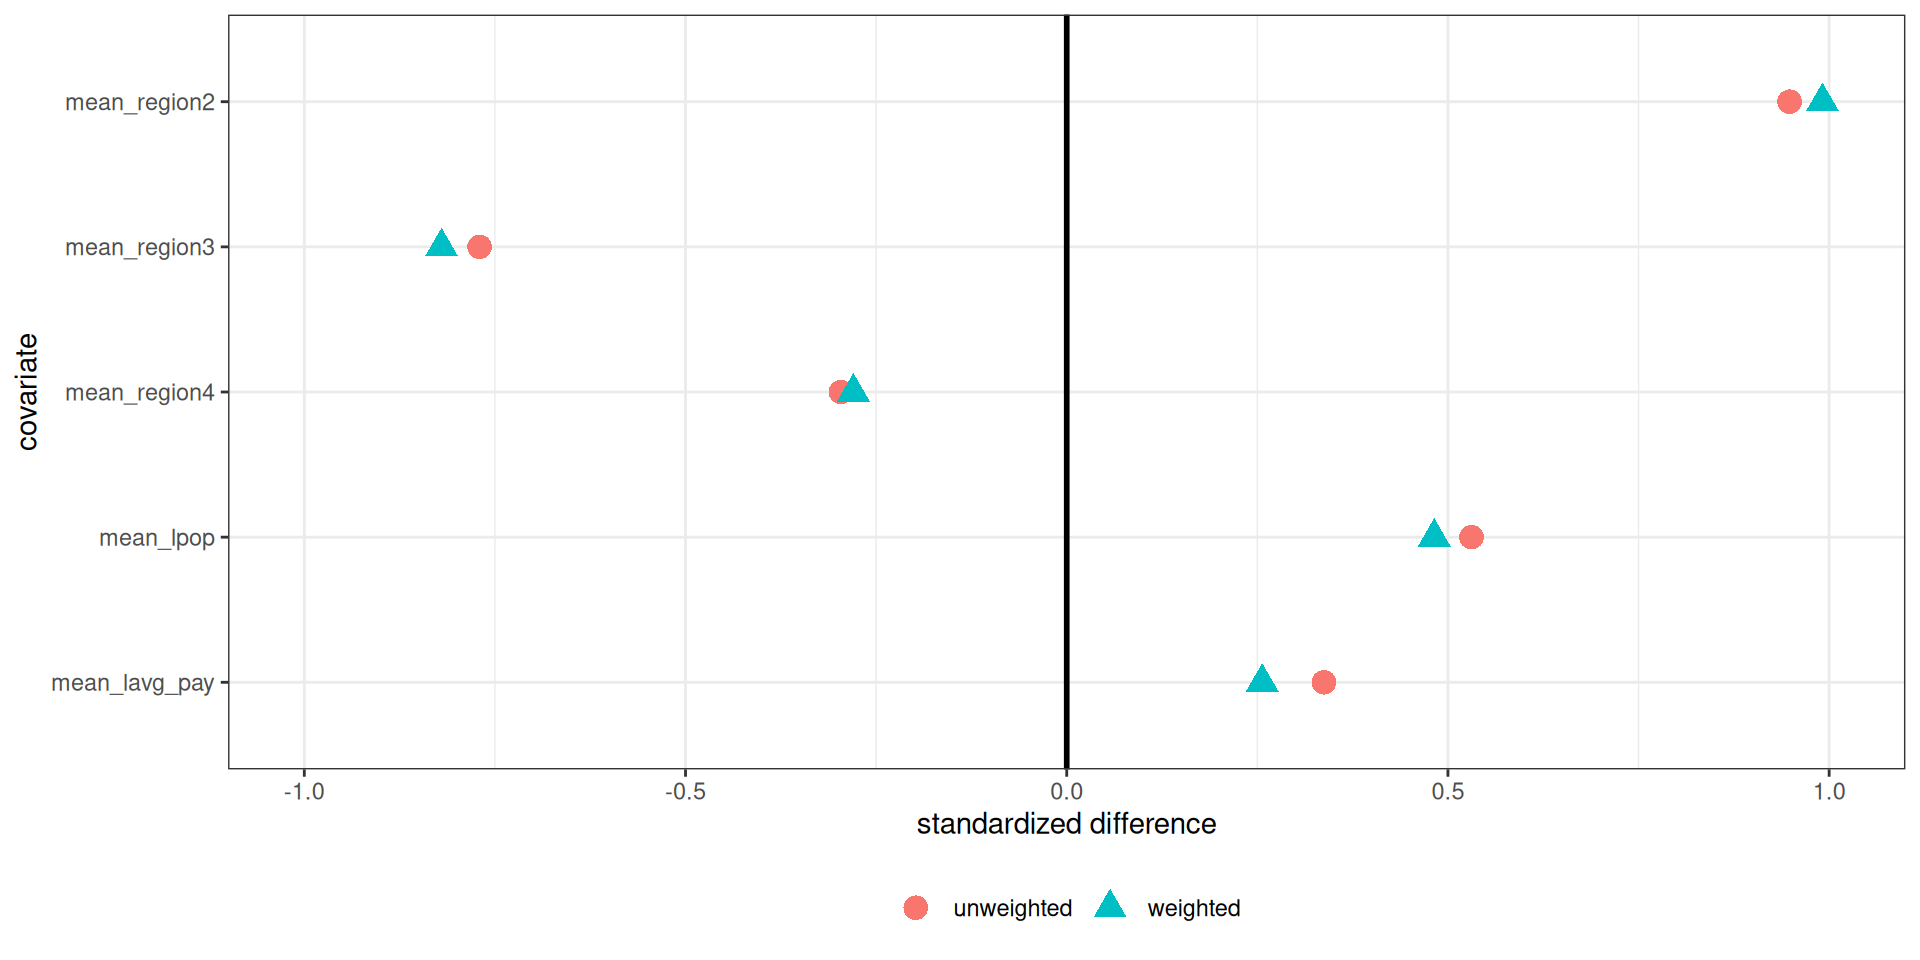 covariate
mean_region2
mean_region3
mean_region4
mean_lpop
mean_lavg_pay
-1.0 -0.5 0.0 0.5 1.0
standardized difference
unweighted weighted